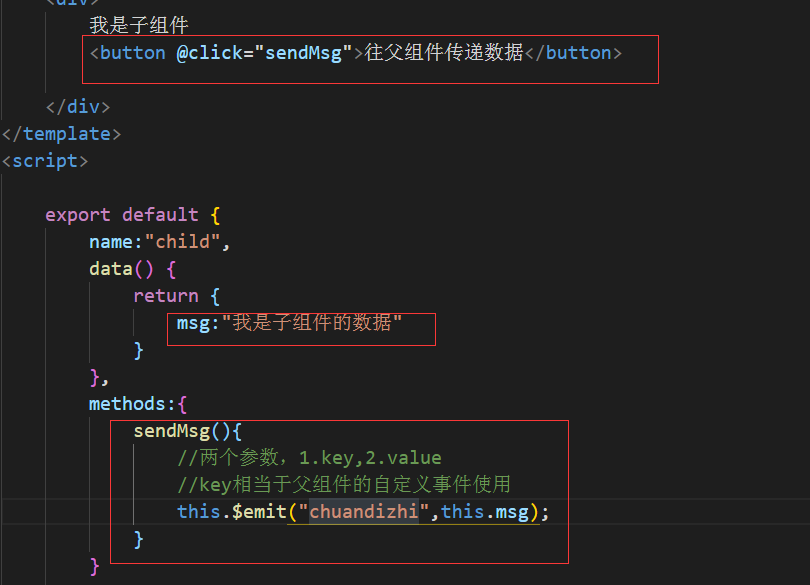 <div>
我是子组件
<button @click="sendMsg">往父组件传递数据</button>
</div>
</template>
<script>
export default {
name:"child",
data() {
return {
msg:"我是子组件的数据"
}
},
methods:{
sendMsg(){
//两个参数，1.key,2.value
//key相当于父组件的自定义事件使用
this.$emit("chuandizhi",this.msg);
}
}